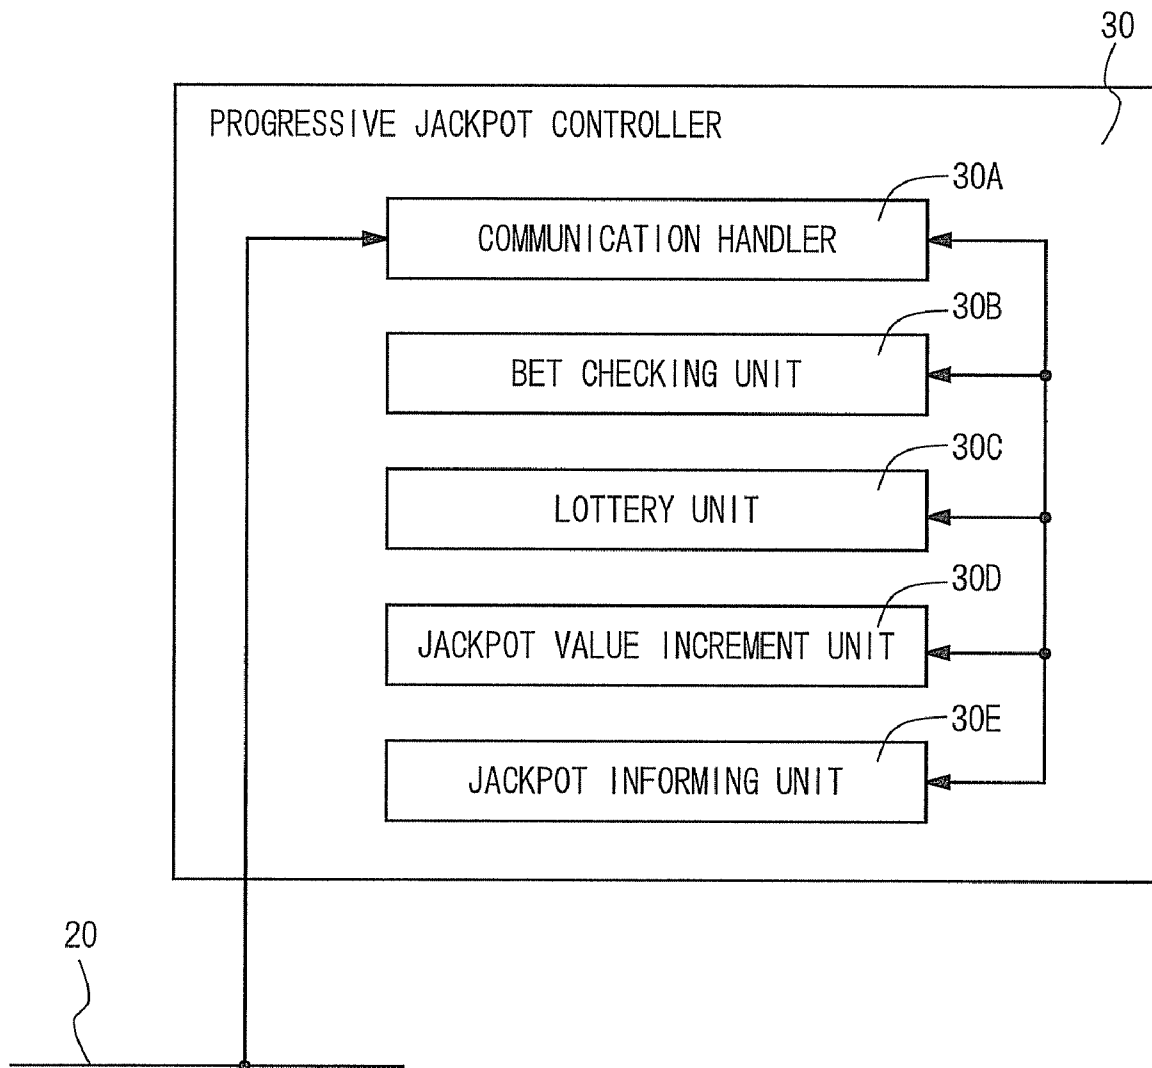 30
PROGRESSIVE JACKPOT CONTROLLER
30A
COMMUNICATION HANDLER
30B
BET CHECKING UNIT
30C
LOTTERY UNIT
30D
JACKPOT VALUE INCREMENT UNIT
30E
JACKPOT INFORMING UNIT
20